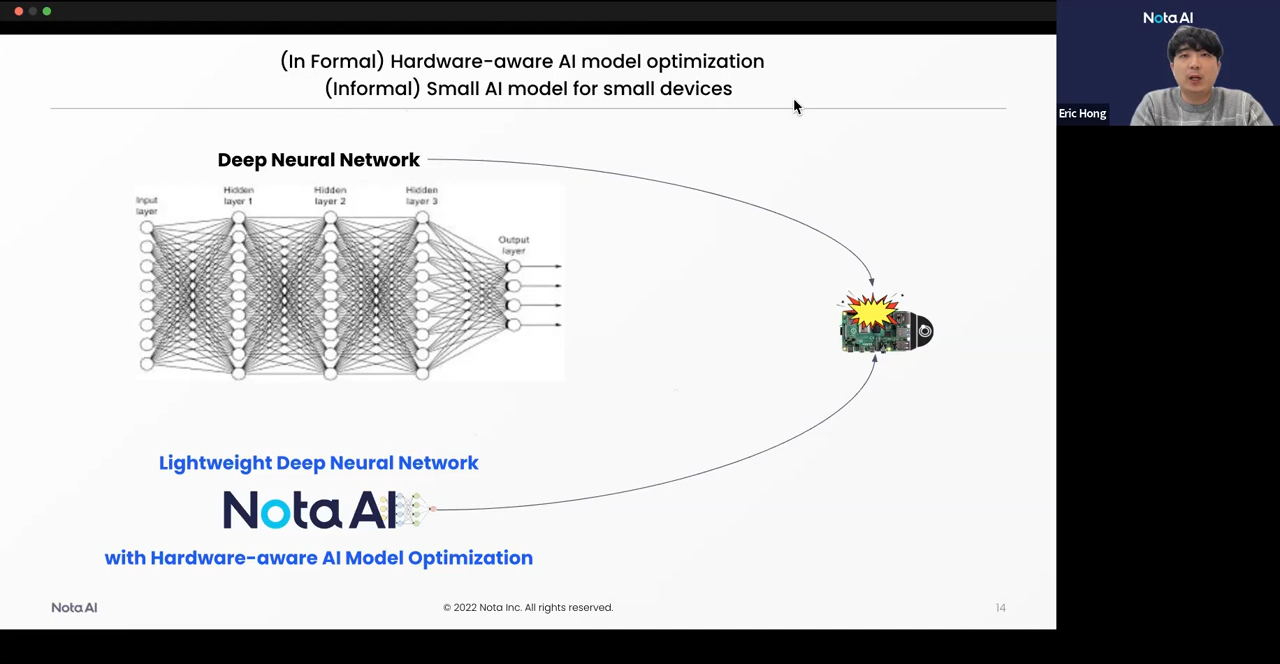 (In Formal) Hardware-aware AI model optimization
(Informal) Small AI model for small devices
Deep Neural Network
Input
layer
Hidden
layer 1
Hidden
layer 2
Hidden
layer 3
Output
layer
Lightweight Deep Neural Network
Nota AI
with Hardware-aware AI Model Optimization
Nota AI
© 2022 Nota Inc. All rights reserved.
14
Nota AI
Eric Hong